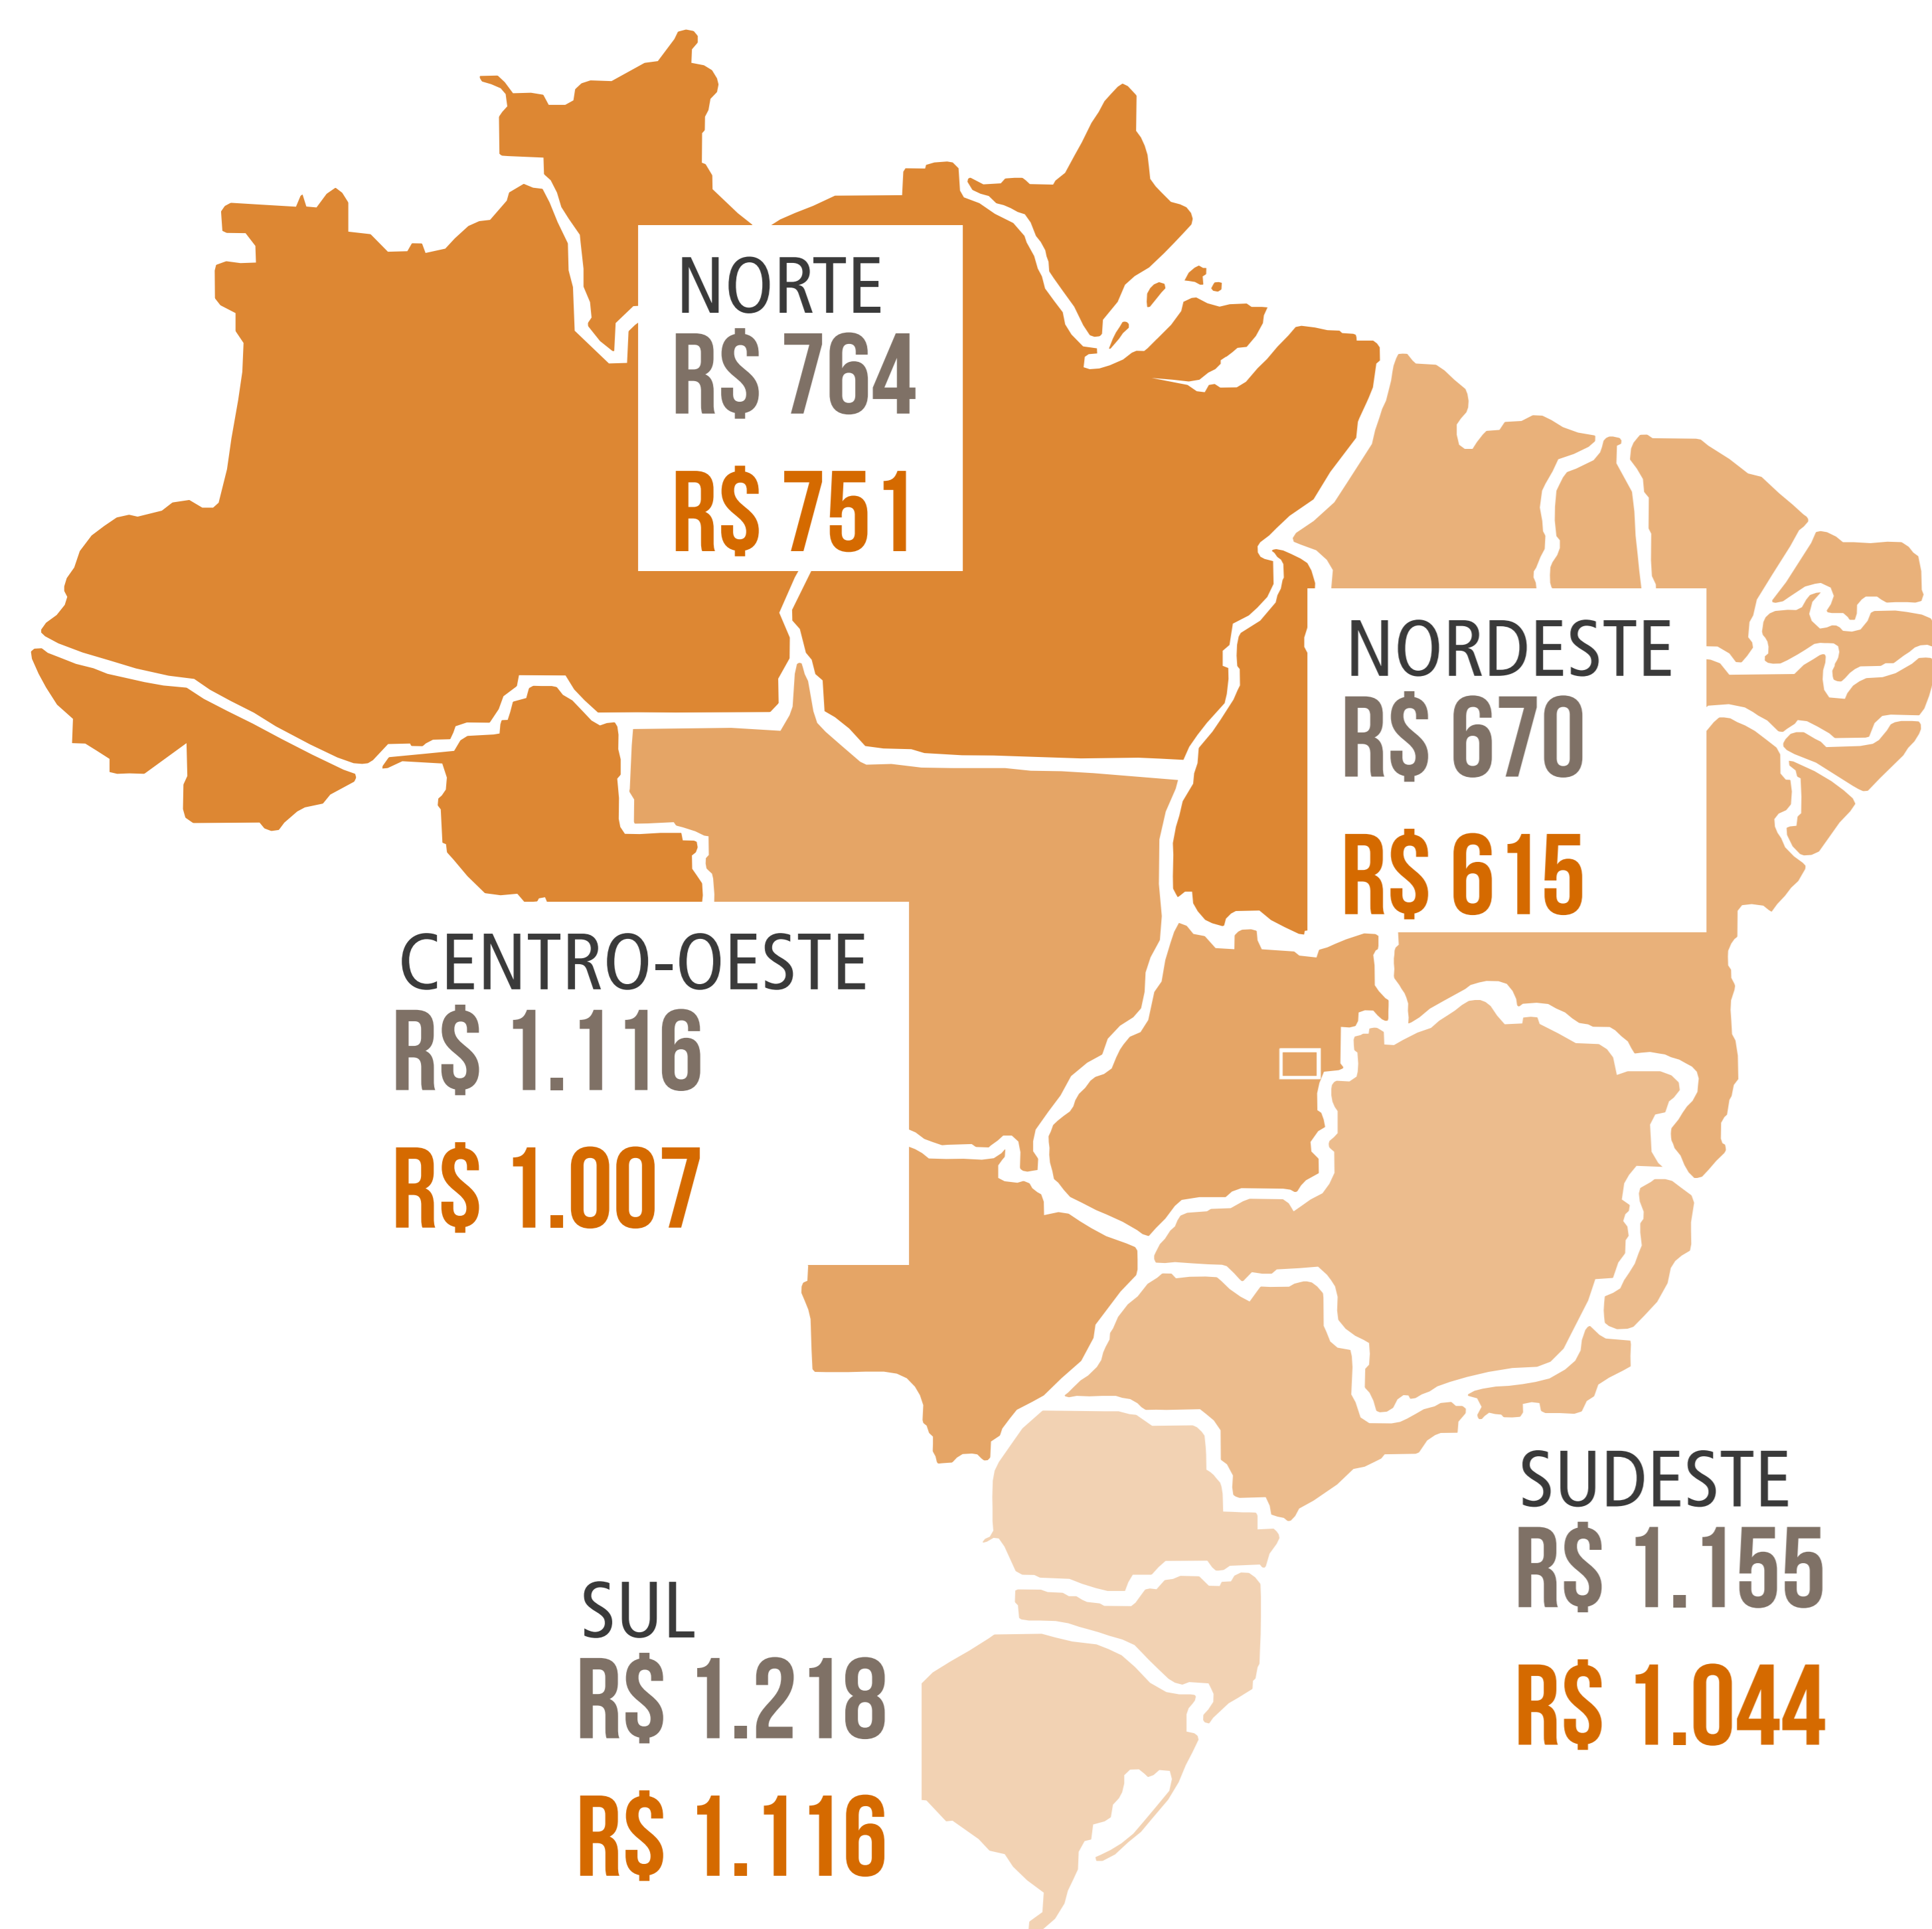 NORTE
R$ 764
R$ 751
NORDESTE
R$ 670
R$ 615
CENTRO-OESTE
R$ 1.116
R$ 1.007
SUDESTE
R$ 1.155
R$ 1.044
SUL
R$ 1.218
R$ 1.116